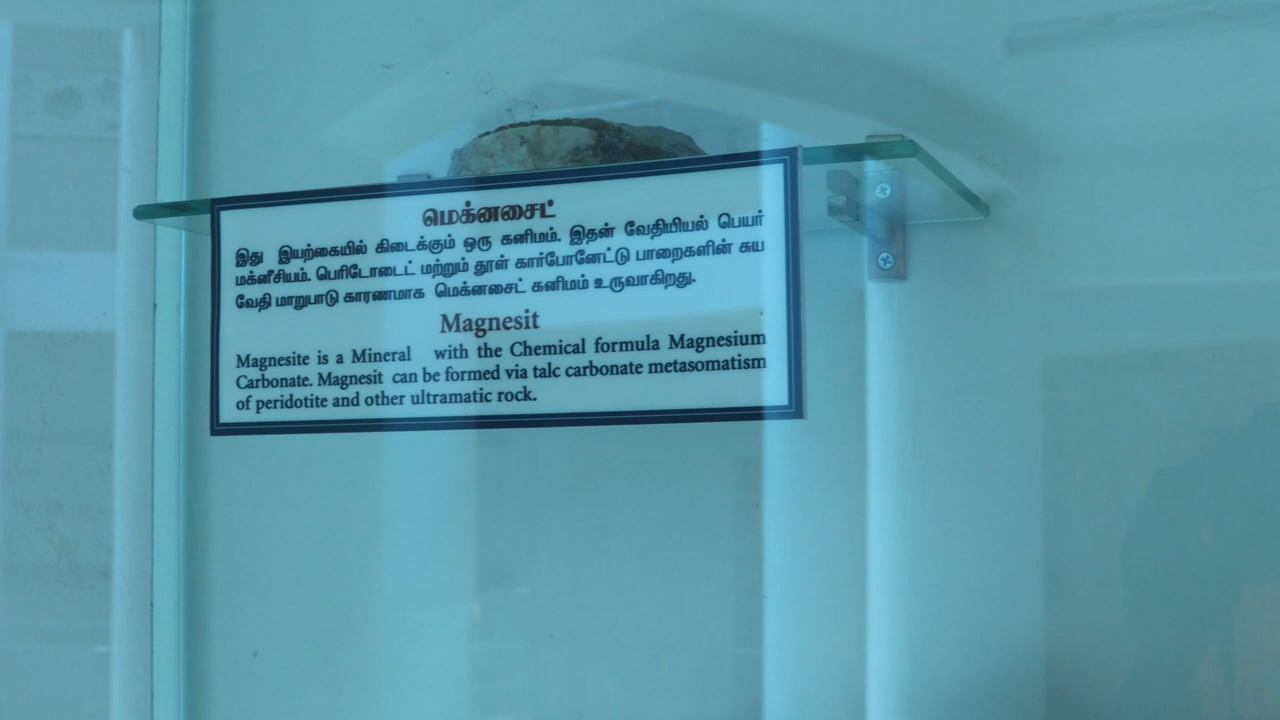 மெக்னசைட்
இது இயற்கையில் கிடைக்கும் ஒரு கனிமம். இதன் வேதியியல் பெயர்
மக்னீசியம். பெரிடோடைட் மற்றும் தூள் கார்போனேட்டு பாறைகளின் சுய
வேதி மாறுபாடு காரணமாக மெக்னசைட் கனிமம் உருவாகிறது.
Magnesit
Magnesite is a Mineral with the Chemical formula Magnesium
Carbonate. Magnesit can be formed via talc carbonate metasomatism
of peridotite and other ultramatic rock.